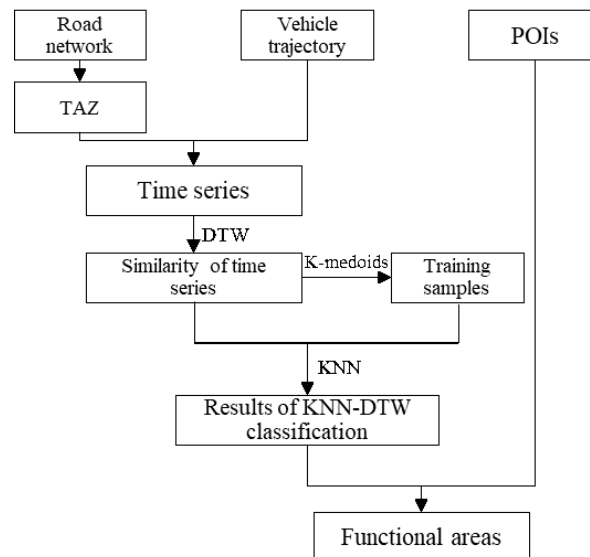 Road
network
Vehicle
trajectory
POIs
TAZ
Time series
DTW
Similarity of time
series
K-medoids
Training
samples
KNN
Results of KNN-DTW
classification
Functional areas